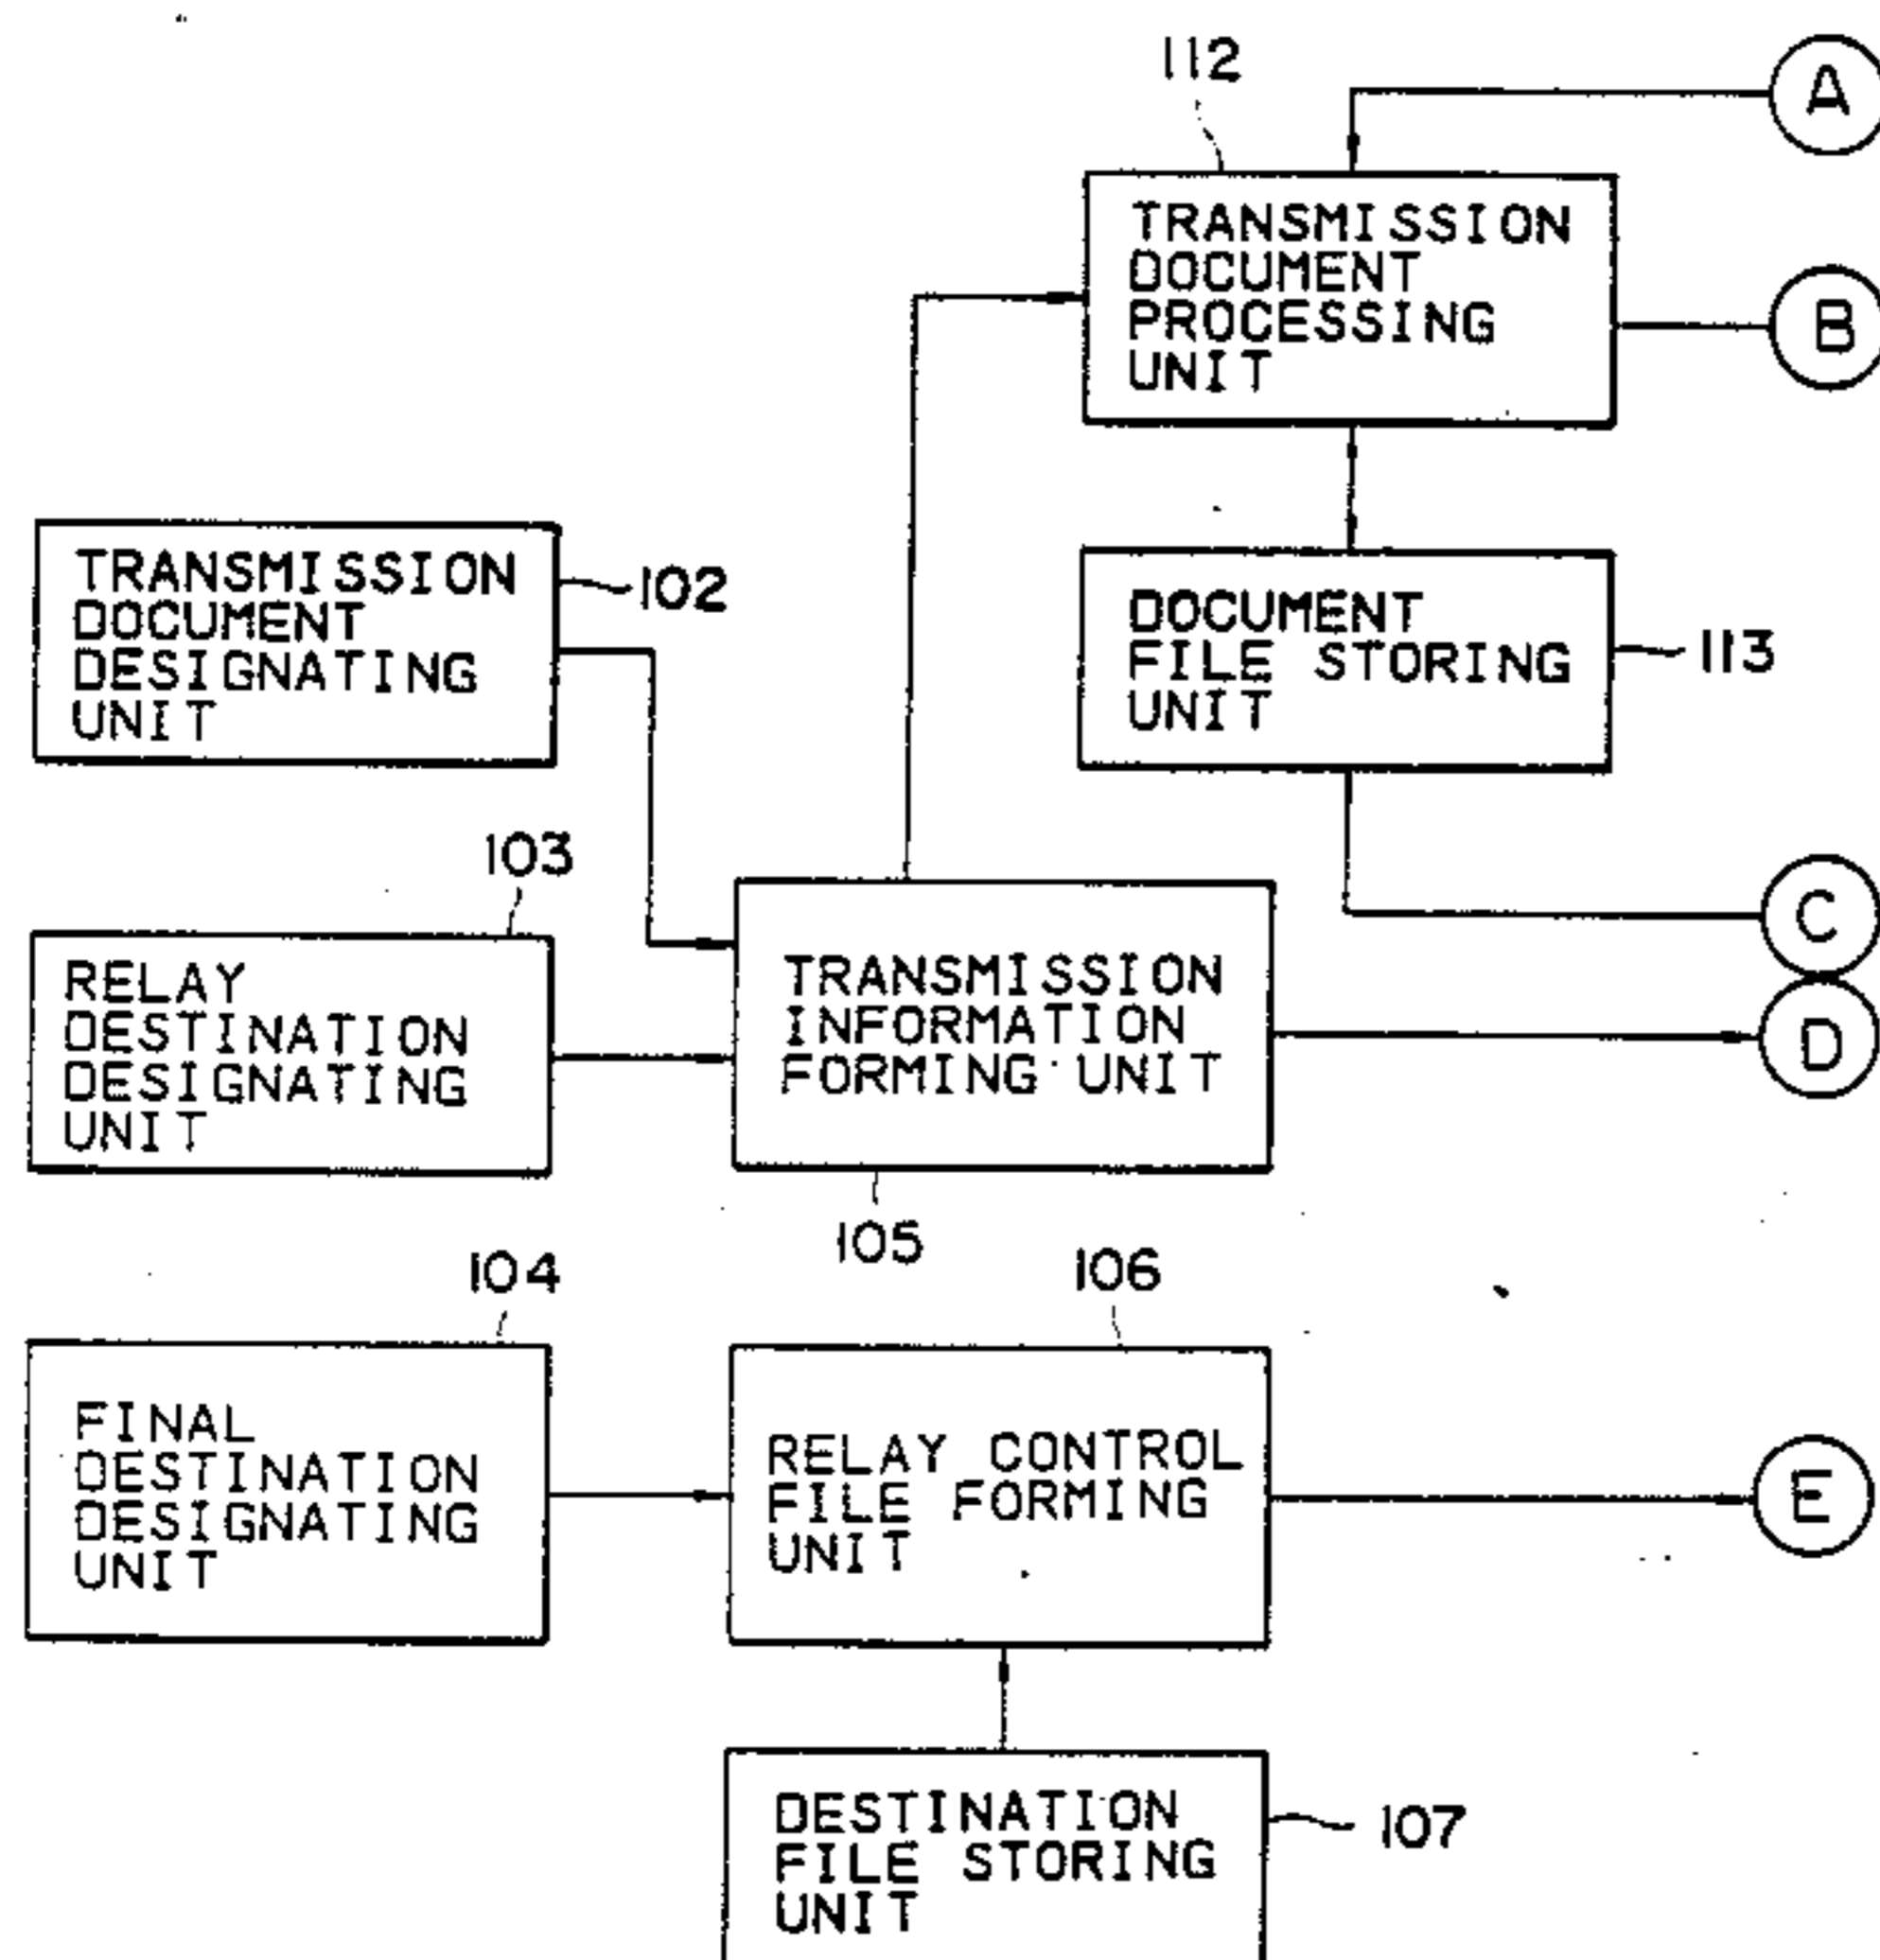 112
A
TRANSMISSION
DOCUMENT
PROCESSING
UNIT
B
TRANSMISSION
DOCUMENT
DESIGNATING
UNIT
102
DOCUMENT
FILE STORING
UNIT
113
103
C
RELAY
DESTINATION
DESIGNATING
UNIT
TRANSMISSION
INFORMATION
FORMING UNIT
D
105
104
106
FINAL
DESTINATION
DESIGNATING
UNIT
RELAY CONTROL
FILE FORMING
UNIT
E
DESTINATION
FILE STORING
UNIT
107